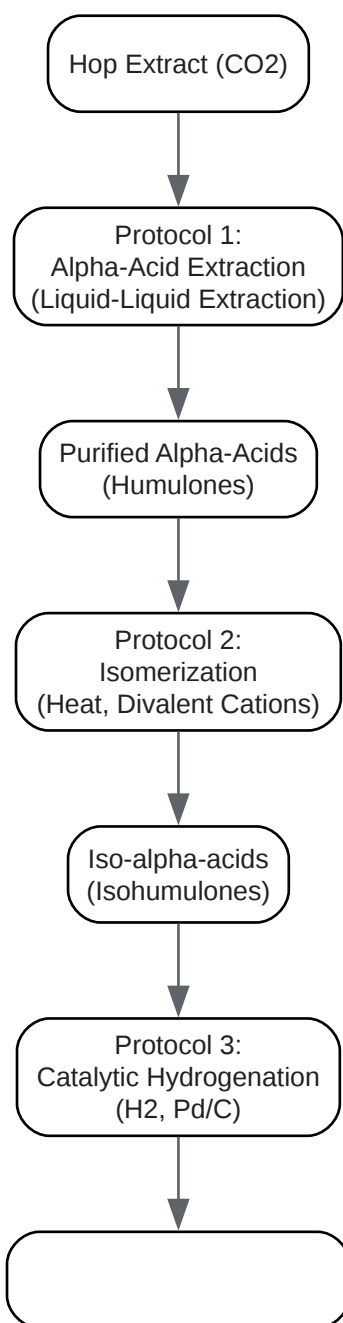 Hop Extract (CO2)
Protocol 1:
Alpha-Acid Extraction
(Liquid-Liquid Extraction)
Purified Alpha-Acids
(Humulones)
Protocol 2:
Isomerization
(Heat, Divalent Cations)
Iso-alpha-acids
(Isohumulones)
Protocol 3:
Catalytic Hydrogenation
(H2, Pd/C)